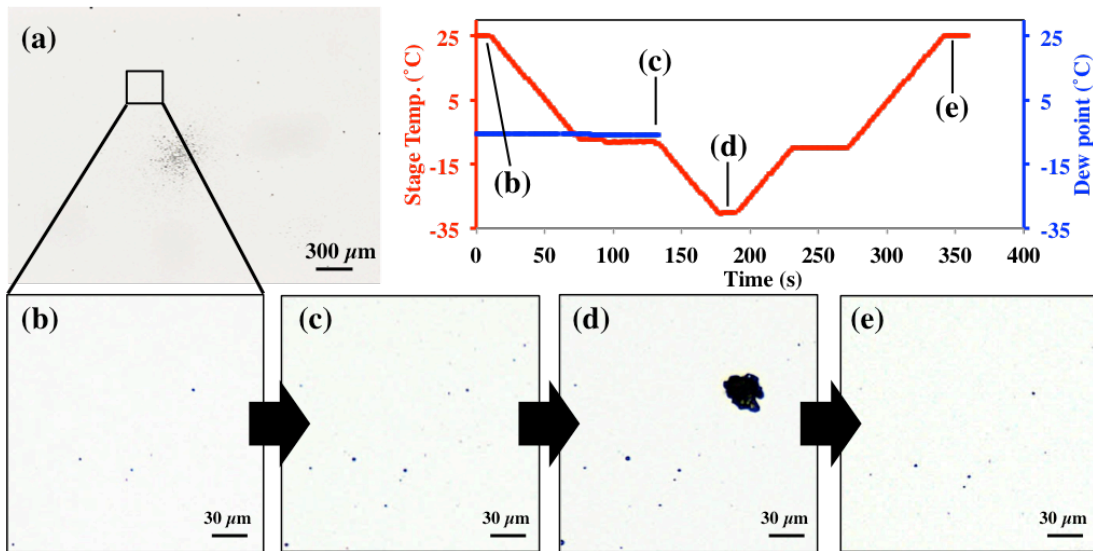 (a)
300 µm
Stage Temp. (˚C)
25
5
-15
-35
(b)
(c)
(d)
(e)
25
5
-15
-35
Dew point (˚C)
0 50 100 150 200 250 300 350 400
Time (s)
(b)
30 µm
(c)
30 µm
(d)
30 µm
(e)
30 µm